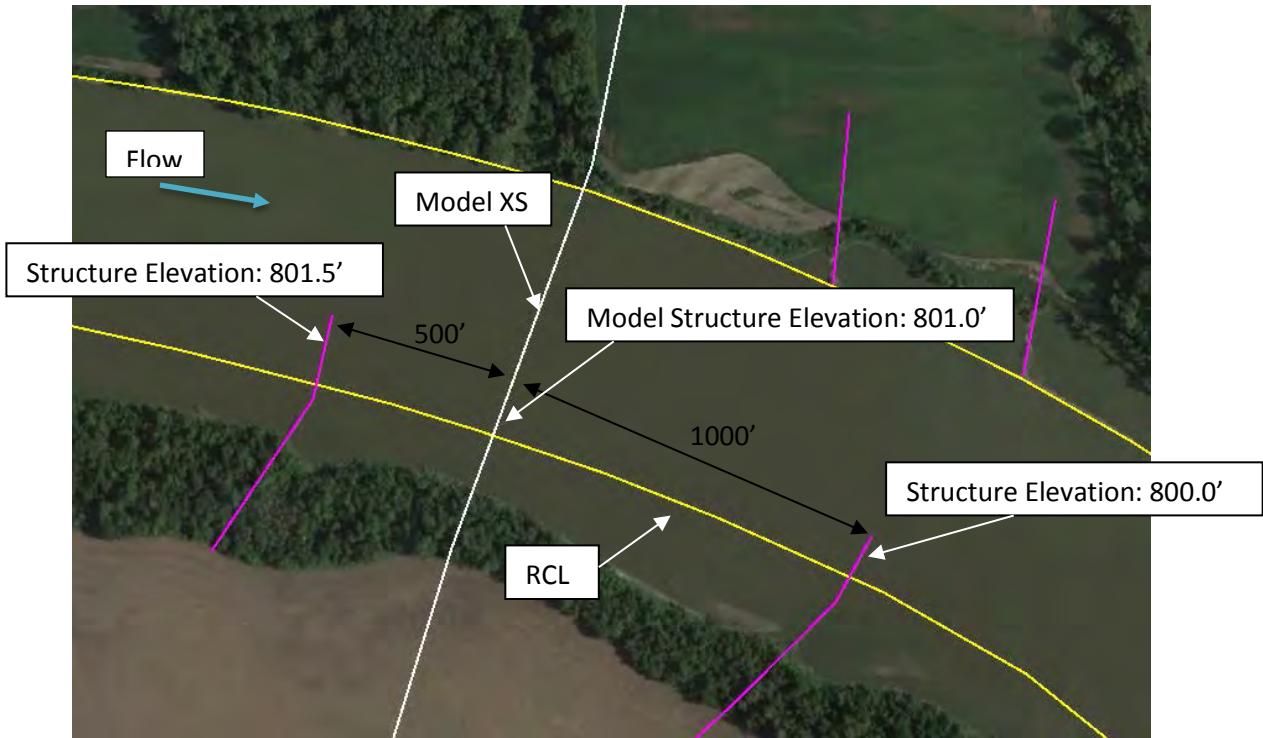 Flow
Model XS
Structure Elevation: 801.5’
500’
Model Structure Elevation: 801.0’
1000’
Structure Elevation: 800.0’
RCL